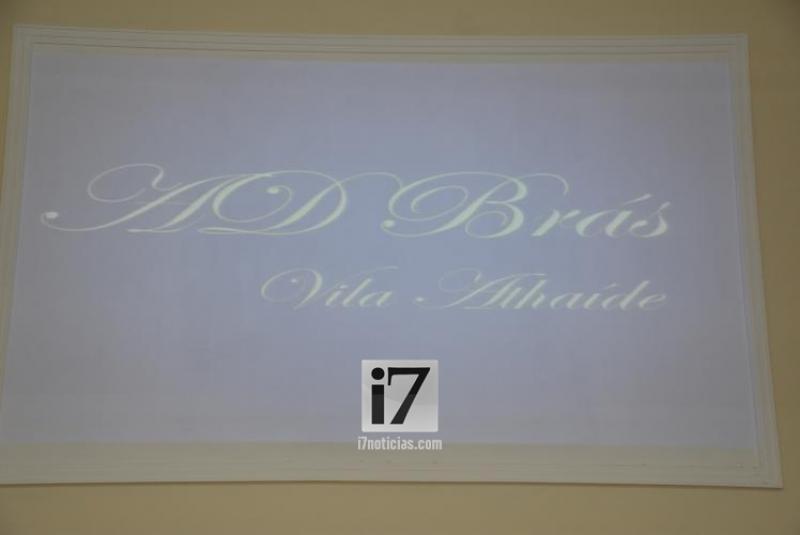 AD Brás
Vila Athaíde
i7
i7noticias.com